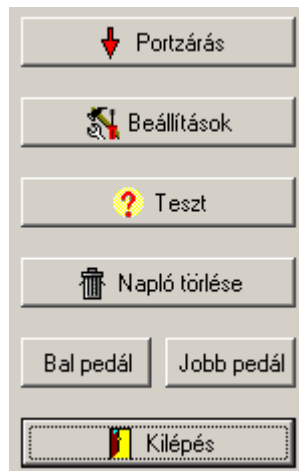 Portzárás
Beállítások
Teszt
Napló törlése
Bal pedál Jobb pedál
Kilépés